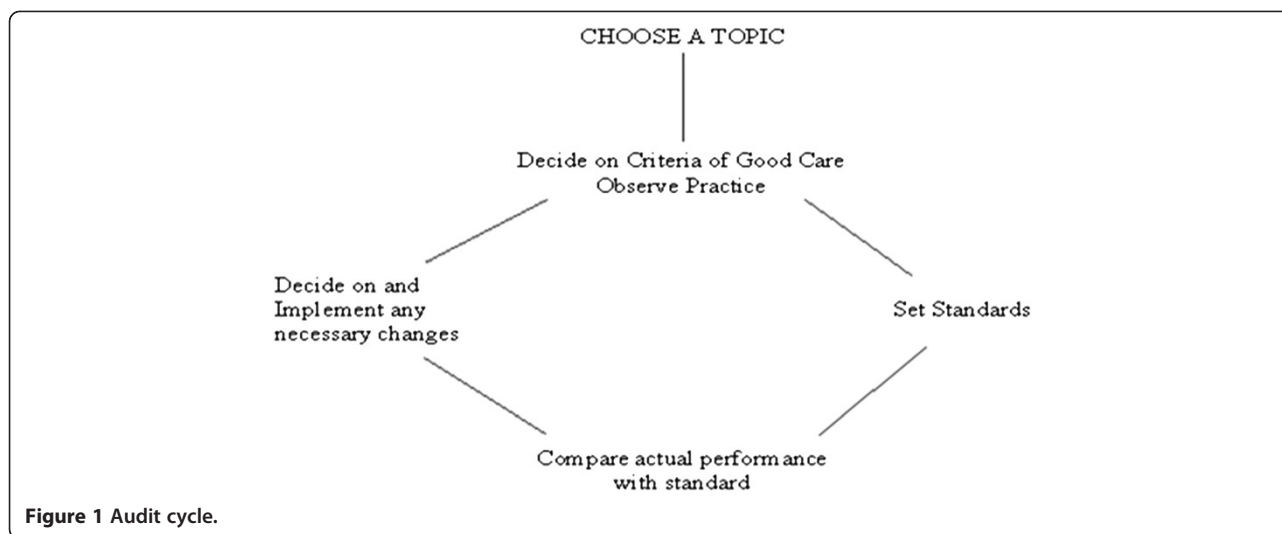 CHOOSE A TOPIC
Decide on Criteria of Good Care
Observe Practice
Decide on and
Implement any
necessary changes
Set Standards
Compare actual performance
with standard
Figure 1 Audit cycle.